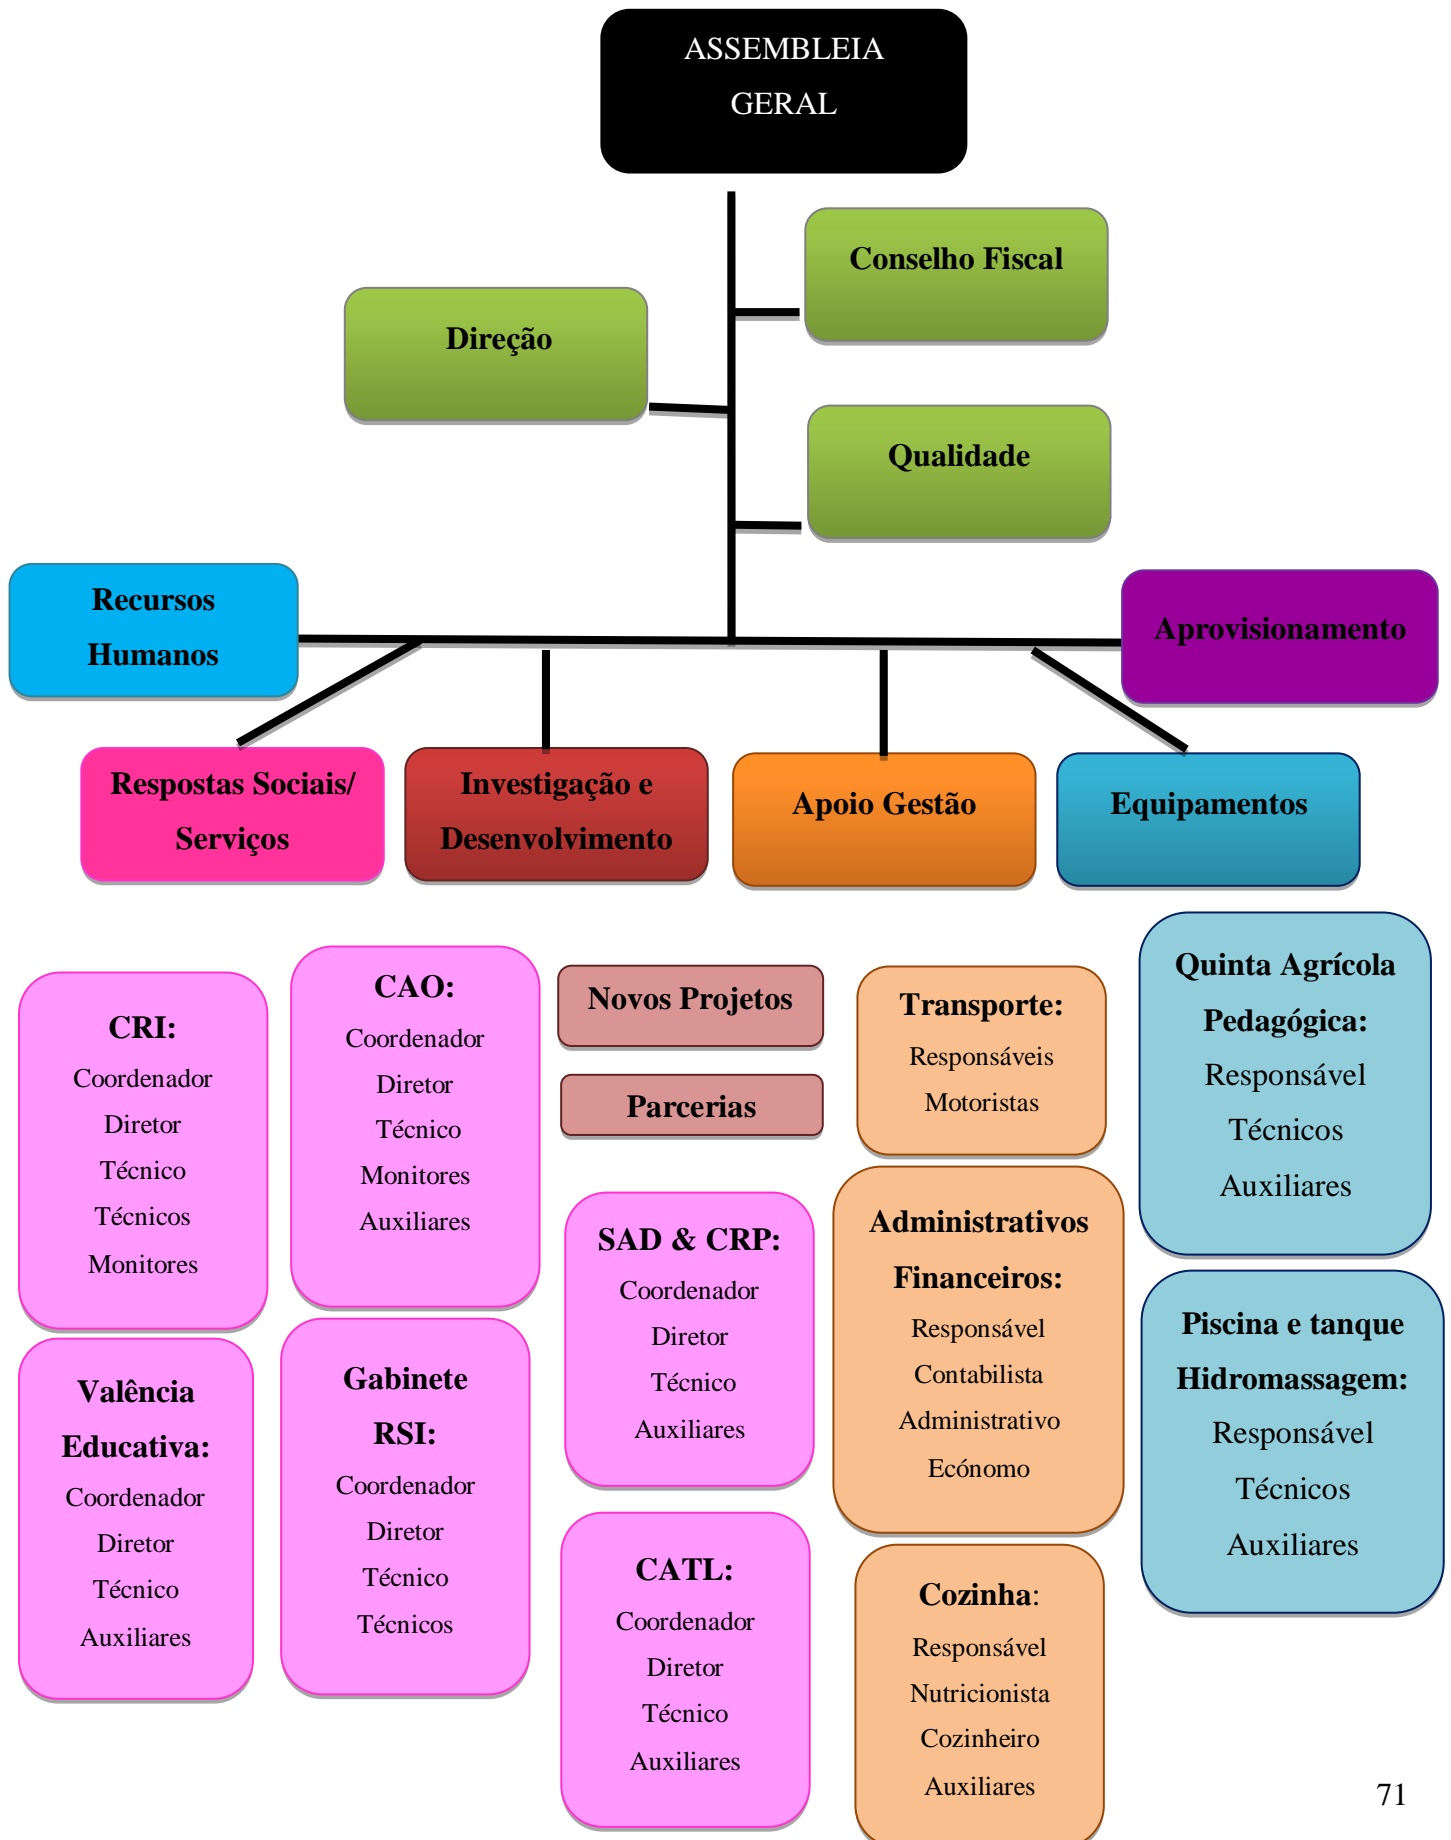 ASSEMBLEIA
GERAL
Conselho Fiscal
Direção
Qualidade
Recursos
Humanos
Aprovisionamento
Respostas Sociais/
Serviços
Investigação e
Desenvolvimento
Apoio Gestão
Equipamentos
CRI:
Coordenador
Diretor
Técnico
Técnicos
Monitores
CAO:
Coordenador
Diretor
Técnico
Monitores
Auxiliares
Novos Projetos
Parcerias
Transporte:
Responsáveis
Motoristas
Quinta Agrícola
Pedagógica:
Responsável
Técnicos
Auxiliares
Valência
Educativa:
Coordenador
Diretor
Técnico
Auxiliares
Gabinete
RSI:
Coordenador
Diretor
Técnico
Técnicos
SAD & CRP:
Coordenador
Diretor
Técnico
Auxiliares
Administrativos
Financeiros:
Responsável
Contabilista
Administrativo
Ecónomo
Piscina e tanque
Hidromassagem:
Responsável
Técnicos
Auxiliares
CATL:
Coordenador
Diretor
Técnico
Auxiliares
Cozinha:
Responsável
Nutricionista
Cozinheiro
Auxiliares
71